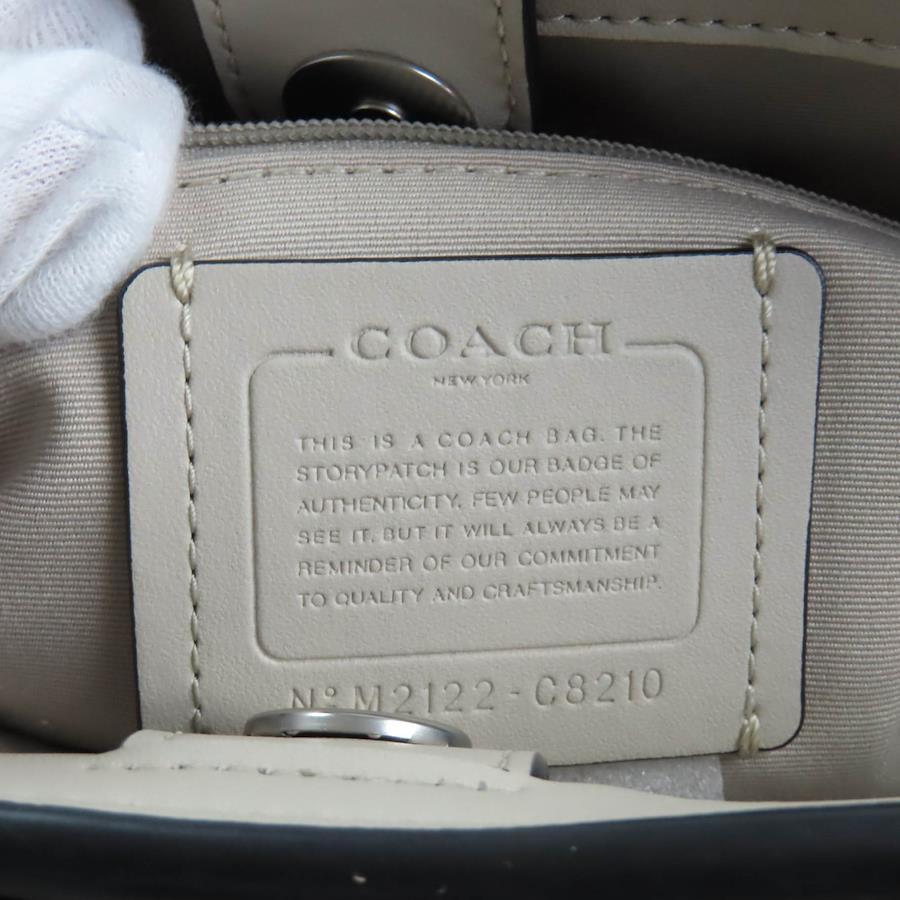 COACH
NEW YORK
THIS IS A COACH BAG. THE
STORYPATCH IS OUR BADGE OF
AUTHENTICITY. FEW PEOPLE MAY
SEE IT, BUT IT WILL ALWAYS BE A
REMINDER OF OUR COMMITMENT
TO QUALITY AND CRAFTSMANSHIP.
Nº M2122-C8210